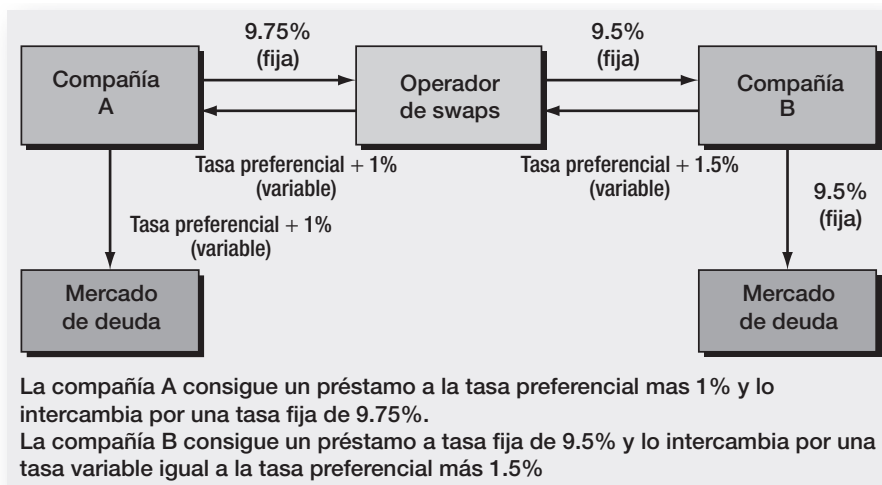 9.75%
(fija)
9.5%
(fija)
Compañía
A
Operador
de swaps
Compañía
B
Tasa preferencial + 1%
(variable)
Tasa preferencial + 1.5%
(variable)
Tasa preferencial + 1%
(variable)
9.5%
(fija)
Mercado
de deuda
Mercado
de deuda
La compañía A consigue un préstamo a la tasa preferencial mas 1% y lo
intercambia por una tasa fija de 9.75%.
La compañía B consigue un préstamo a tasa fija de 9.5% y lo intercambia por una
tasa variable igual a la tasa preferencial más 1.5%